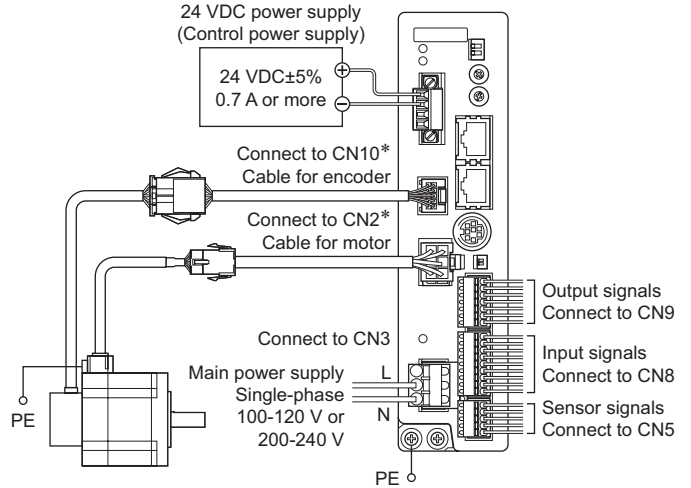 24 VDC power supply
(Control power supply)
24 VDC±5%
0.7 A or more
Connect to CN10*
Cable for encoder
Connect to CN2*
Cable for motor
Output signals
Connect to CN9
Connect to CN3
Input signals
Connect to CN8
Main power supply
Single-phase
100-120 V or
200-240 V
L
N
Sensor signals
Connect to CN5
PE
PE